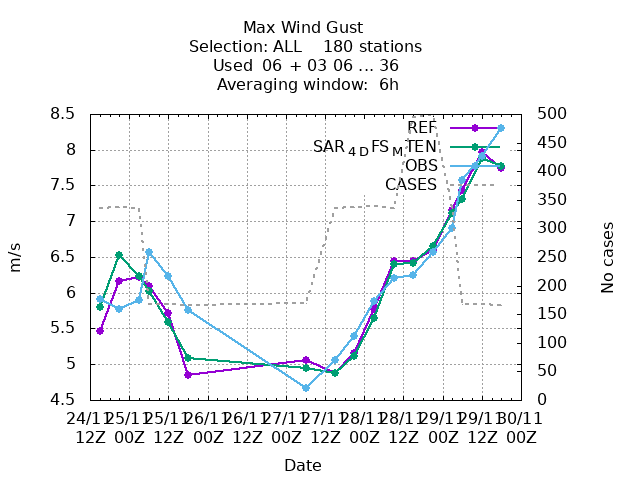 Max Wind Gust
Selection: ALL 180 stations
Used 06 + 03 06 ... 36
Averaging window: 6h
8.5 500
REF 450
8 SAR 4 D FS M TEN 400
OBS
7.5 CASES 350
7 300
6.5 250
6 200
5.5 150
5 100
50
4.5 0
m/s
No cases
24/11 25/11 25/11 26/11 26/11 27/11 27/11 28/11 28/11 29/11 29/11 30/11
12Z 00Z 12Z 00Z 12Z 00Z 12Z 00Z 12Z 00Z 12Z 00Z
Date